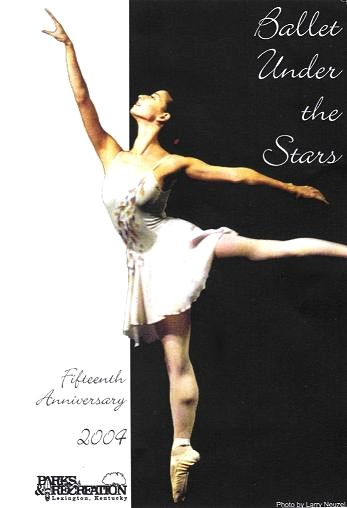 Ballet
Under
the
Stars
Fifteenth
Anniversary
2004
PARKS
& RECREATION
Lexington, Kentucky
Photo by Larry Neuzel